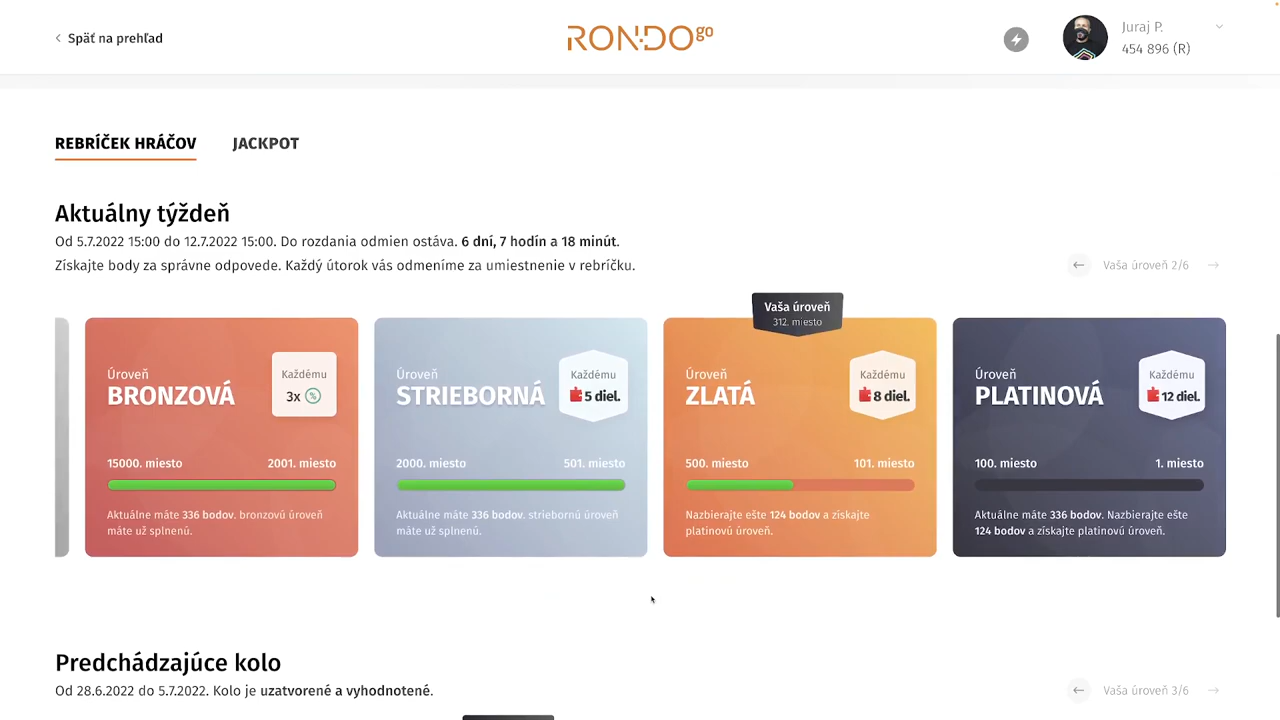 Späť na prehľad
RONDO go
Juraj P.
454 896 (R)
REBRÍČEK HRÁČOV
JACKPOT
Aktuálny týždeň
Od 5.7.2022 15:00 do 12.7.2022 15:00. Do rozdania odmien ostáva. 6 dní, 7 hodín a 18 minút.
Získajte body za správne odpovede. Každý útorok vás odmeníme za umiestnenie v rebríčku.
Vaša úroveň 2/6
Úroveň
BRONZOVÁ
Každému
3x %
15000. miesto
2001. miesto
Aktuálne máte 336 bodov. bronzovú úroveň
máte už splnenú.
Úroveň
STRIEBORNÁ
Každému
5 diel.
2000. miesto
501. miesto
Aktuálne máte 336 bodov. striebornú úroveň
máte už splnenú.
Vaša úroveň
312. miesto
Úroveň
ZLATÁ
Každému
8 diel.
500. miesto
101. miesto
Nazbierajte ešte 124 bodov a získajte
platinovú úroveň.
Úroveň
PLATINOVÁ
Každému
12 diel.
100. miesto
1. miesto
Aktuálne máte 336 bodov. Nazbierajte ešte
124 bodov a získajte platinovú úroveň.
Predchádzajúce kolo
Od 28.6.2022 do 5.7.2022. Kolo je uzatvorené a vyhodnotené.
Vaša úroveň 3/6